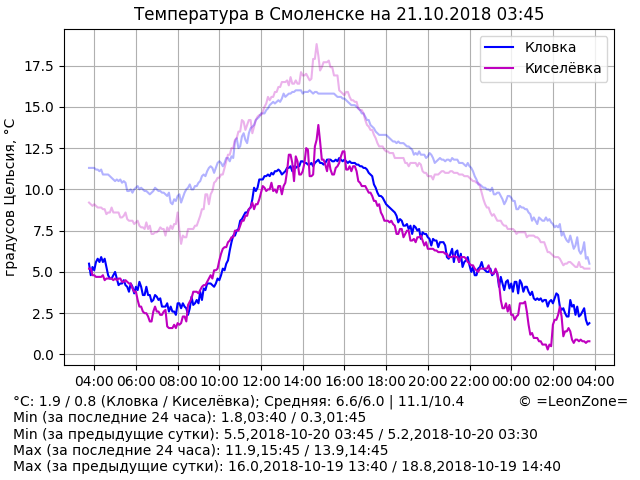 Температура в Смоленске на 21.10.2018 03:45
Кловка
Киселёвка
градусов Цельсия, °C
17.5
15.0
12.5
10.0
7.5
5.0
2.5
0.0
04:00 06:00 08:00 10:00 12:00 14:00 16:00 18:00 20:00 22:00 00:00 02:00 04:00
°C: 1.9 / 0.8 (Кловка / Киселёвка); Средняя: 6.6/6.0 | 11.1/10.4 © =LeonZone=
Min (за последние 24 часа): 1.8,03:40 / 0.3,01:45
Min (за предыдущие сутки): 5.5,2018-10-20 03:45 / 5.2,2018-10-20 03:30
Max (за последние 24 часа): 11.9,15:45 / 13.9,14:45
Max (за предыдущие сутки): 16.0,2018-10-19 13:40 / 18.8,2018-10-19 14:40